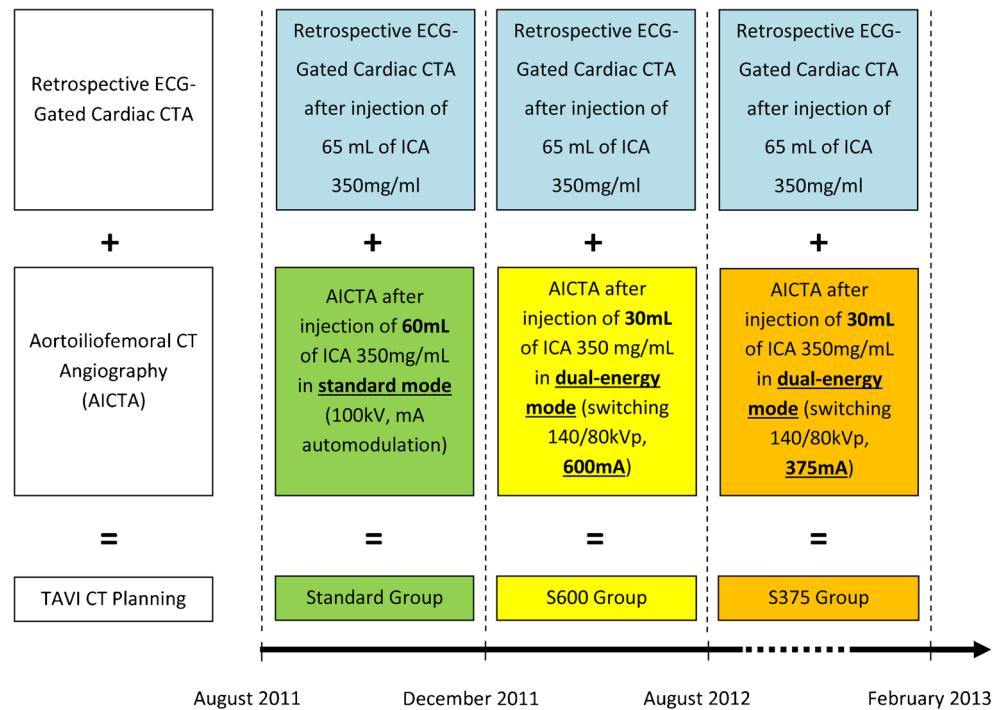 Retrospective ECG-
Gated Cardiac CTA
Retrospective ECG-
Gated Cardiac CTA
after injection of
65 mL of ICA
350mg/ml
Retrospective ECG-
Gated Cardiac CTA
after injection of
65 mL of ICA
350mg/ml
Retrospective ECG-
Gated Cardiac CTA
after injection of
65 mL of ICA
350mg/ml
+
+
+
+
Aortoiliofemoral CT
Angiography
(AICTA)
AICTA after
injection of 60mL
of ICA 350mg/mL
in standard mode
(100kV, mA
automodulation)
AICTA after
injection of 30mL
of ICA 350 mg/mL
in dual-energy
mode (switching
140/80kVp,
600mA)
AICTA after
injection of 30mL
of ICA 350mg/mL
in dual-energy
mode (switching
140/80kVp,
375mA)
=
=
=
=
TAVI CT Planning
Standard Group
S600 Group
S375 Group
August 2011
December 2011
August 2012
February 2013